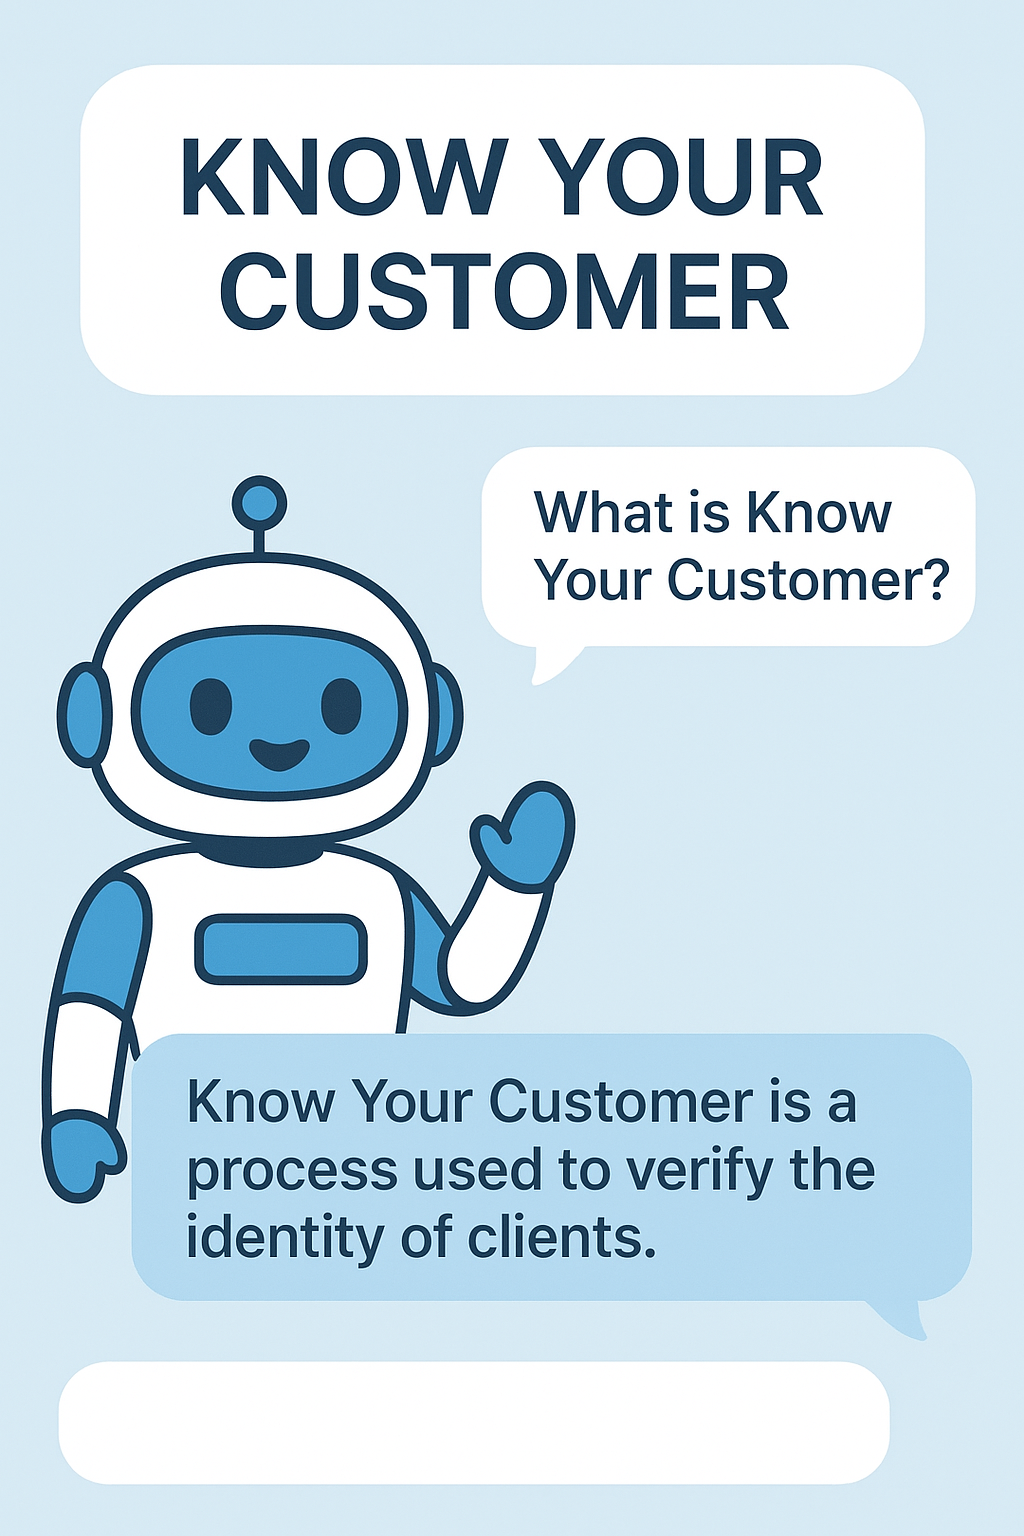 KNOW YOUR
CUSTOMER
What is Know
Your Customer?
Know Your Customer is a
process used to verify the
identity of clients.